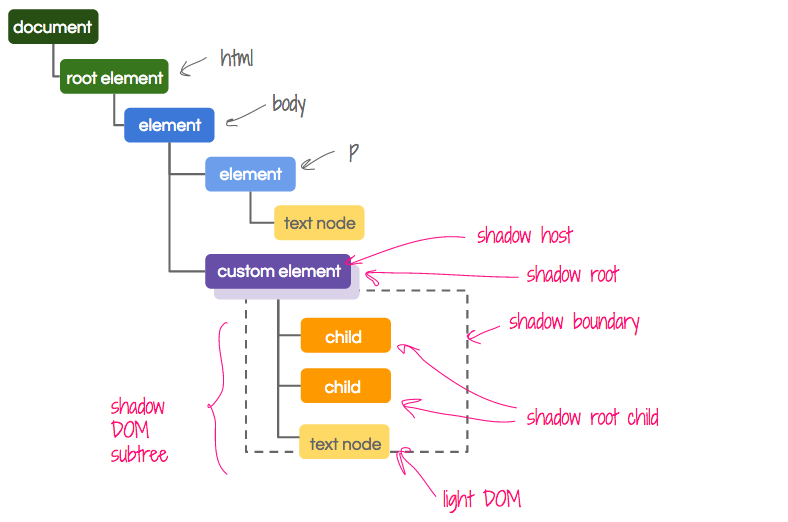 document
root element
html
element
body
element
p
text node
shadow host
custom element
shadow root
shadow boundary
child
child
shadow
DOM
subtree
shadow root child
text node
light DOM